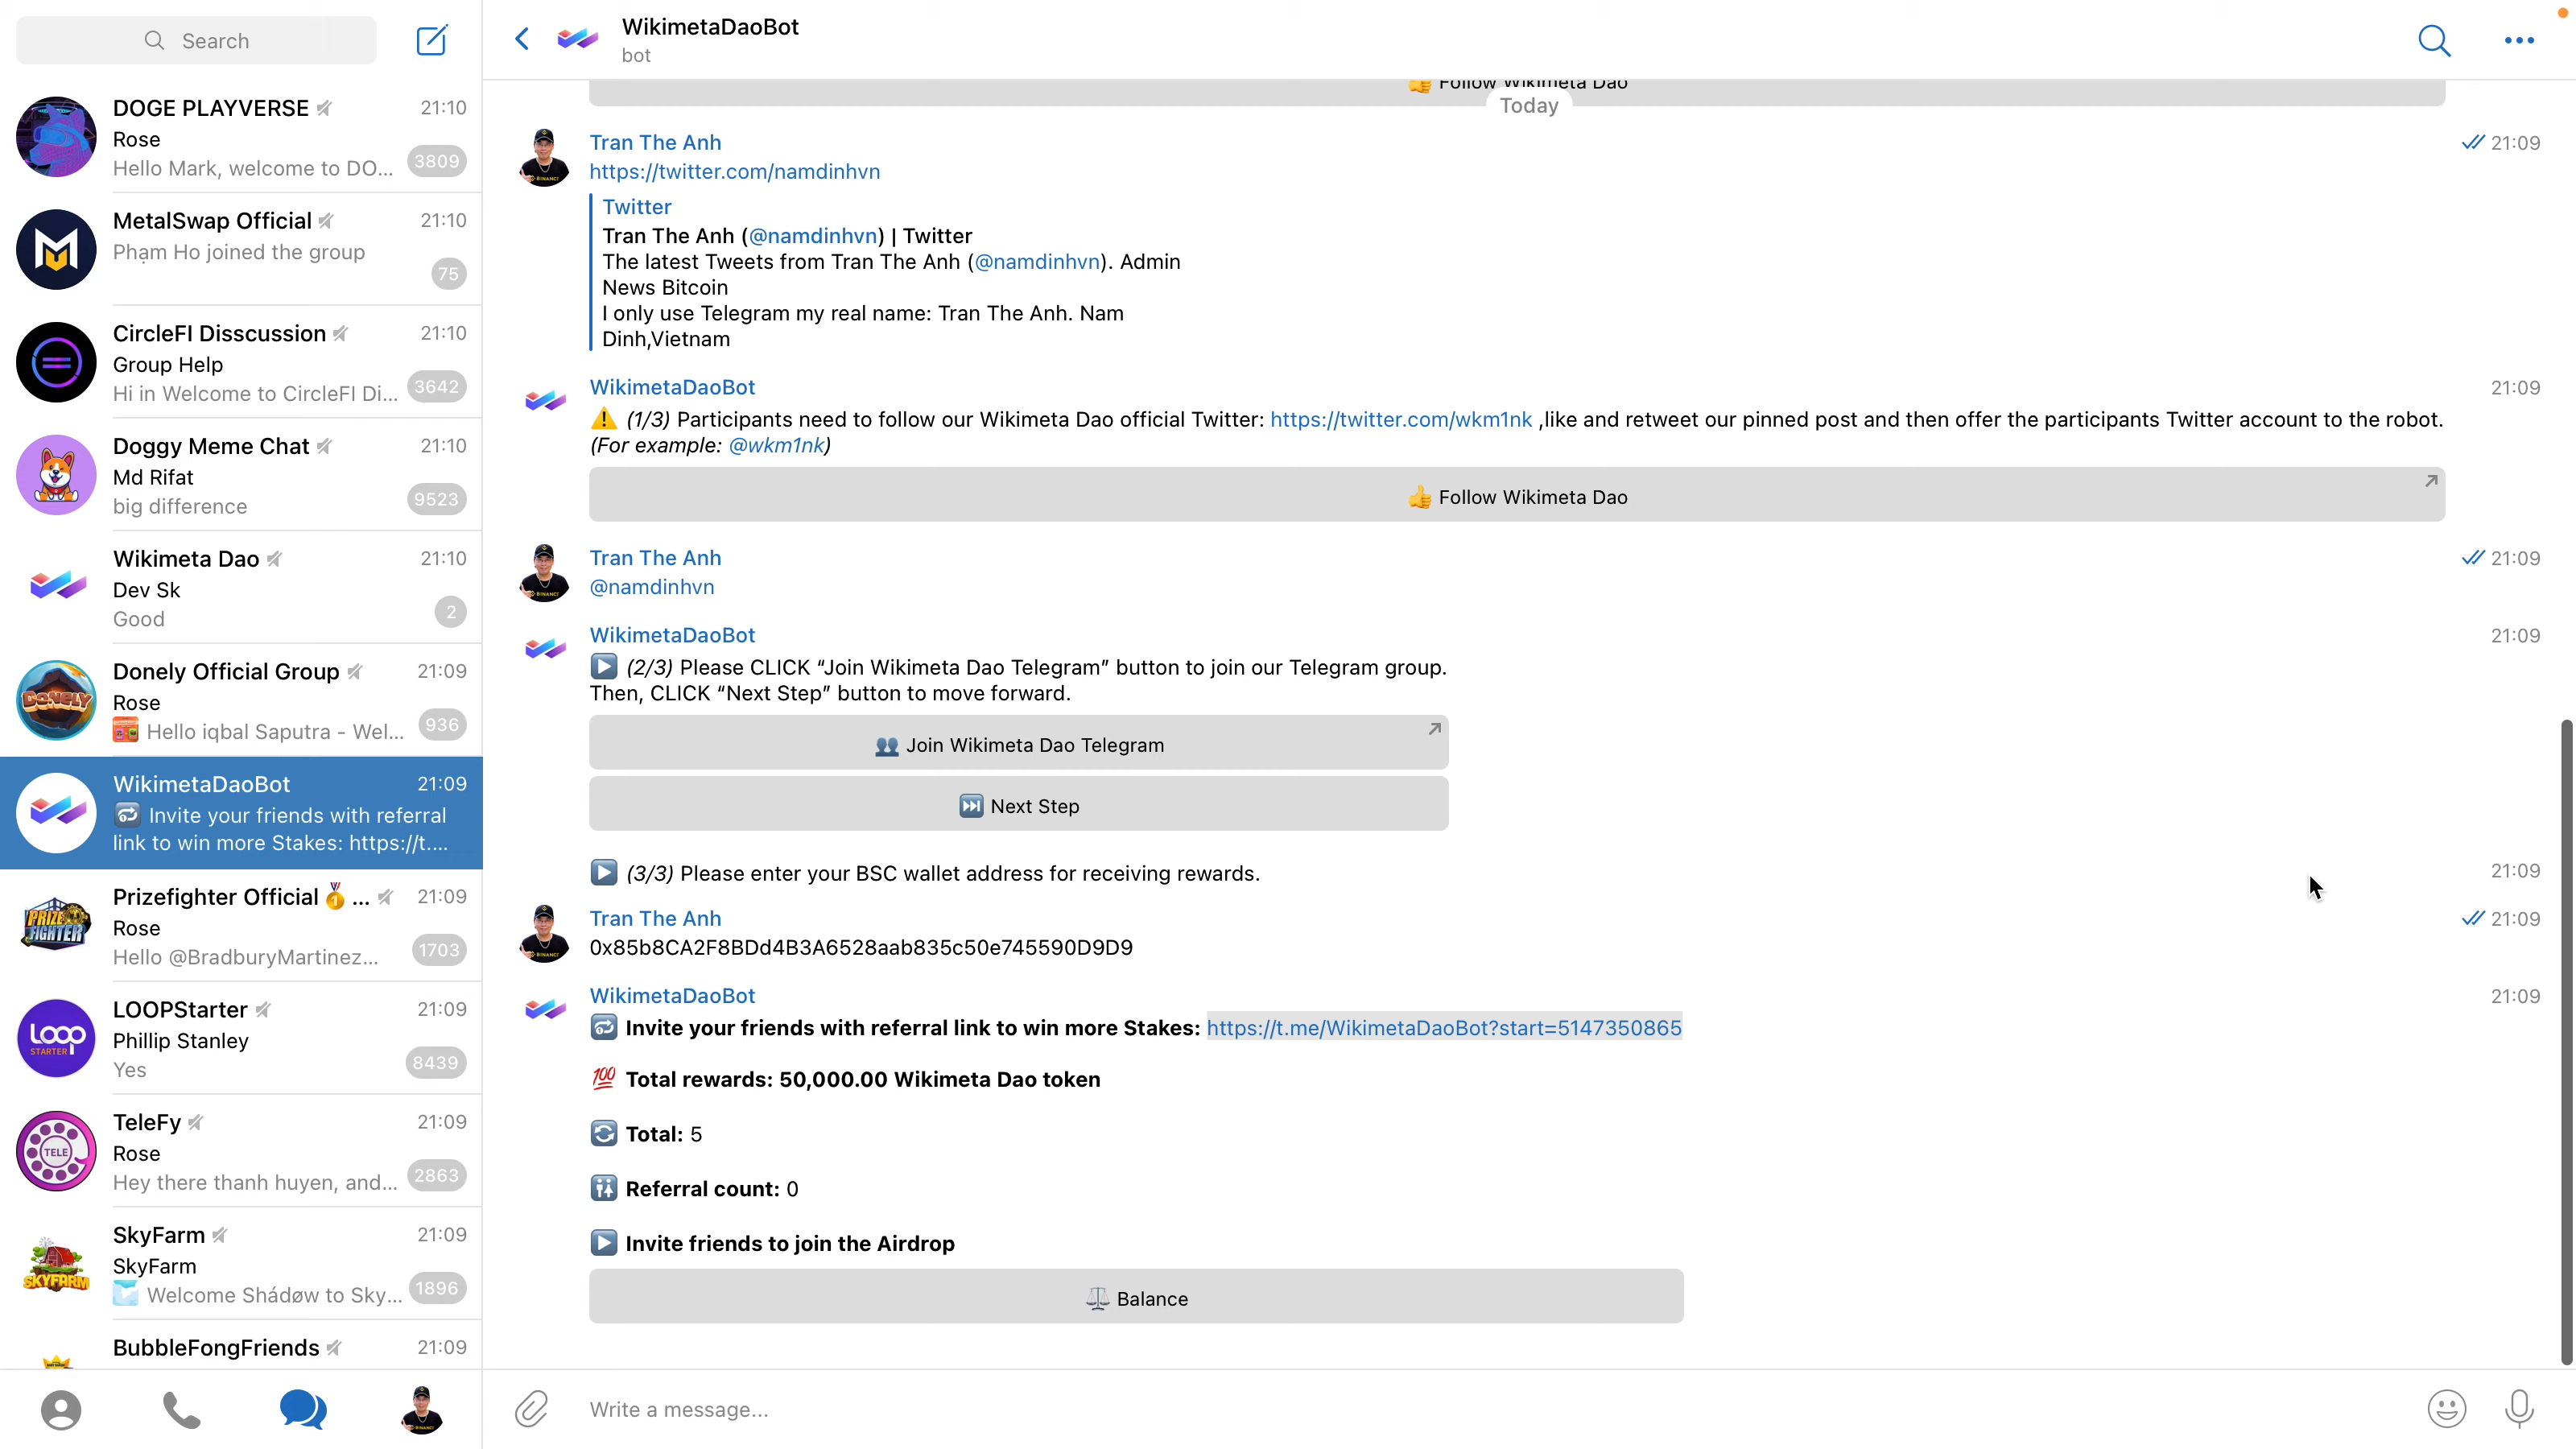 Search
DOGE PLAYVERSE 21:10
Rose
Hello Mark, welcome to DO... 3809
MetalSwap Official 21:10
Phạm Ho joined the group
75
CircleFI Disscussion 21:10
Group Help
Hi in Welcome to CircleFI Di... 3642
Doggy Meme Chat 21:10
Md Rifat
big difference 9523
Wikimeta Dao 21:10
Dev Sk
Good 2
Donely Official Group 21:09
Rose
Hello iqbal Saputra - Wel... 936
WikimetaDaoBot 21:09
Invite your friends with referral
link to win more Stakes: https://t....
Prizefighter Official🥇... 21:09
Rose
Hello @BradburyMartinez... 1703
LOOPStarter 21:09
Phillip Stanley
Yes 8439
TeleFy 21:09
Rose
Hey there thanh huyen, and... 2863
SkyFarm 21:09
SkyFarm
Welcome Shádøw to Sky... 1896
BubbleFongFriends 21:09
DONELY
PRIZE
FIGHTER
LOOP
STARTER
TELE
SKYFARM
WikimetaDaoBot
bot
👍 Follow Wikimeta Dao
Today
Tran The Anh 21:09
https://twitter.com/namdinhvn
Twitter
Tran The Anh (@namdinhvn) | Twitter
The latest Tweets from Tran The Anh (@namdinhvn). Admin
News Bitcoin
I only use Telegram my real name: Tran The Anh. Nam
Dinh,Vietnam
WikimetaDaoBot 21:09
⚠️ (1/3) Participants need to follow our Wikimeta Dao official Twitter: https://twitter.com/wkm1nk ,like and retweet our pinned post and then offer the participants Twitter account to the robot.
(For example: @wkm1nk)
👍 Follow Wikimeta Dao
Tran The Anh 21:09
@namdinhvn
WikimetaDaoBot 21:09
▶️ (2/3) Please CLICK “Join Wikimeta Dao Telegram” button to join our Telegram group.
Then, CLICK “Next Step” button to move forward.
👥 Join Wikimeta Dao Telegram
⏭ Next Step
▶️ (3/3) Please enter your BSC wallet address for receiving rewards. 21:09
Tran The Anh 21:09
0x85b8CA2F8BDd4B3A6528aab835c50e745590D9D9
WikimetaDaoBot 21:09
🔂 Invite your friends with referral link to win more Stakes: https://t.me/WikimetaDaoBot?start=5147350865
💯 Total rewards: 50,000.00 Wikimeta Dao token
🔄 Total: 5
🚻 Referral count: 0
▶️ Invite friends to join the Airdrop
⚖️ Balance
Write a message...